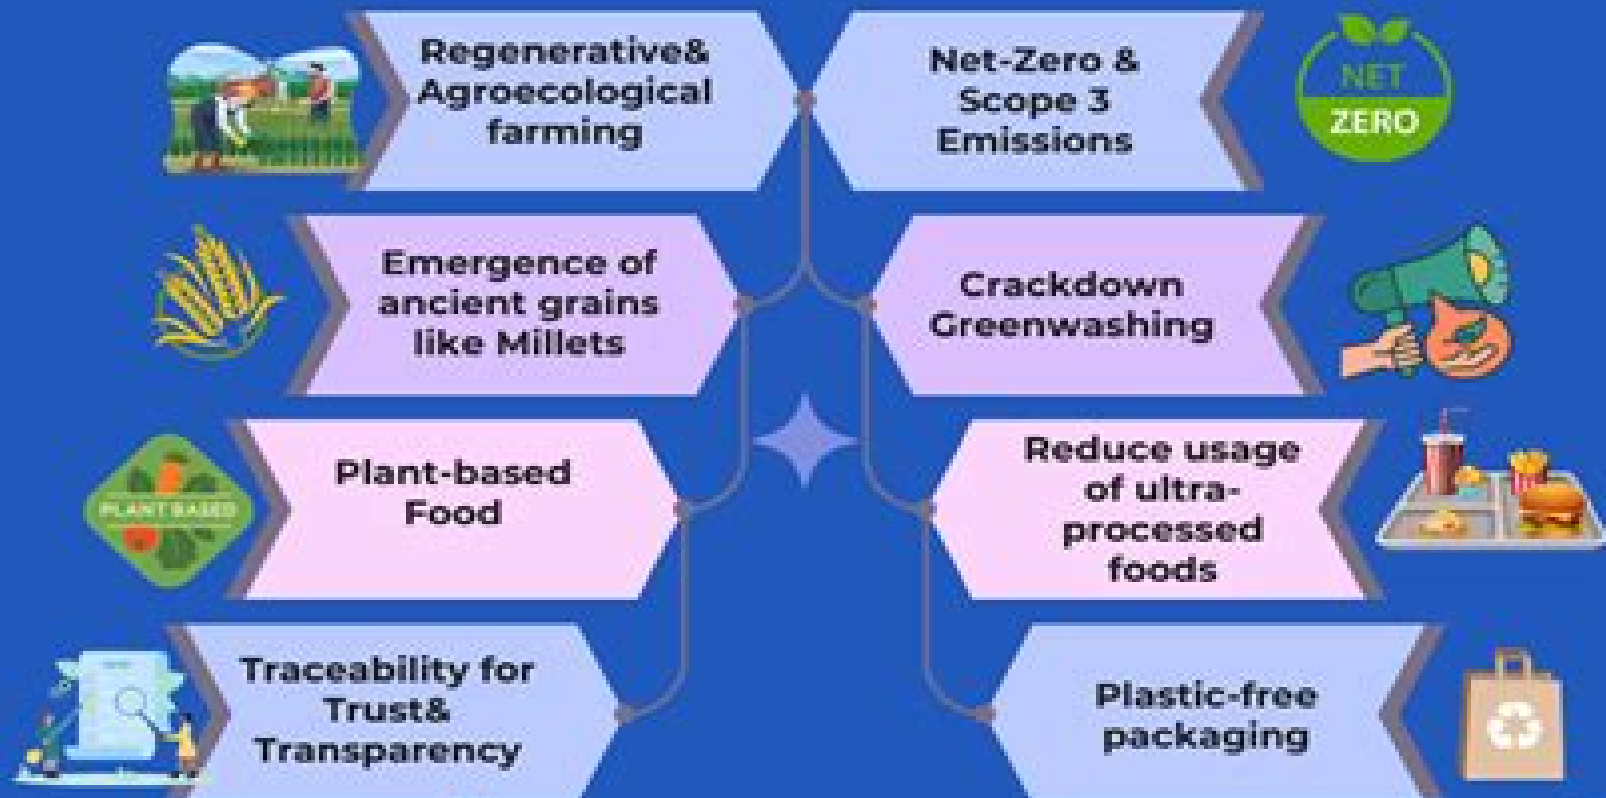 Regenerative&
Agroecological
farming
Net-Zero &
Scope 3
Emissions
NET
ZERO
Emergence of
ancient grains
like Millets
Crackdown
Greenwashing
PLANT BASED
Plant-based
Food
Reduce usage
of ultra-
processed
foods
Traceability for
Trust&
Transparency
Plastic-free
packaging